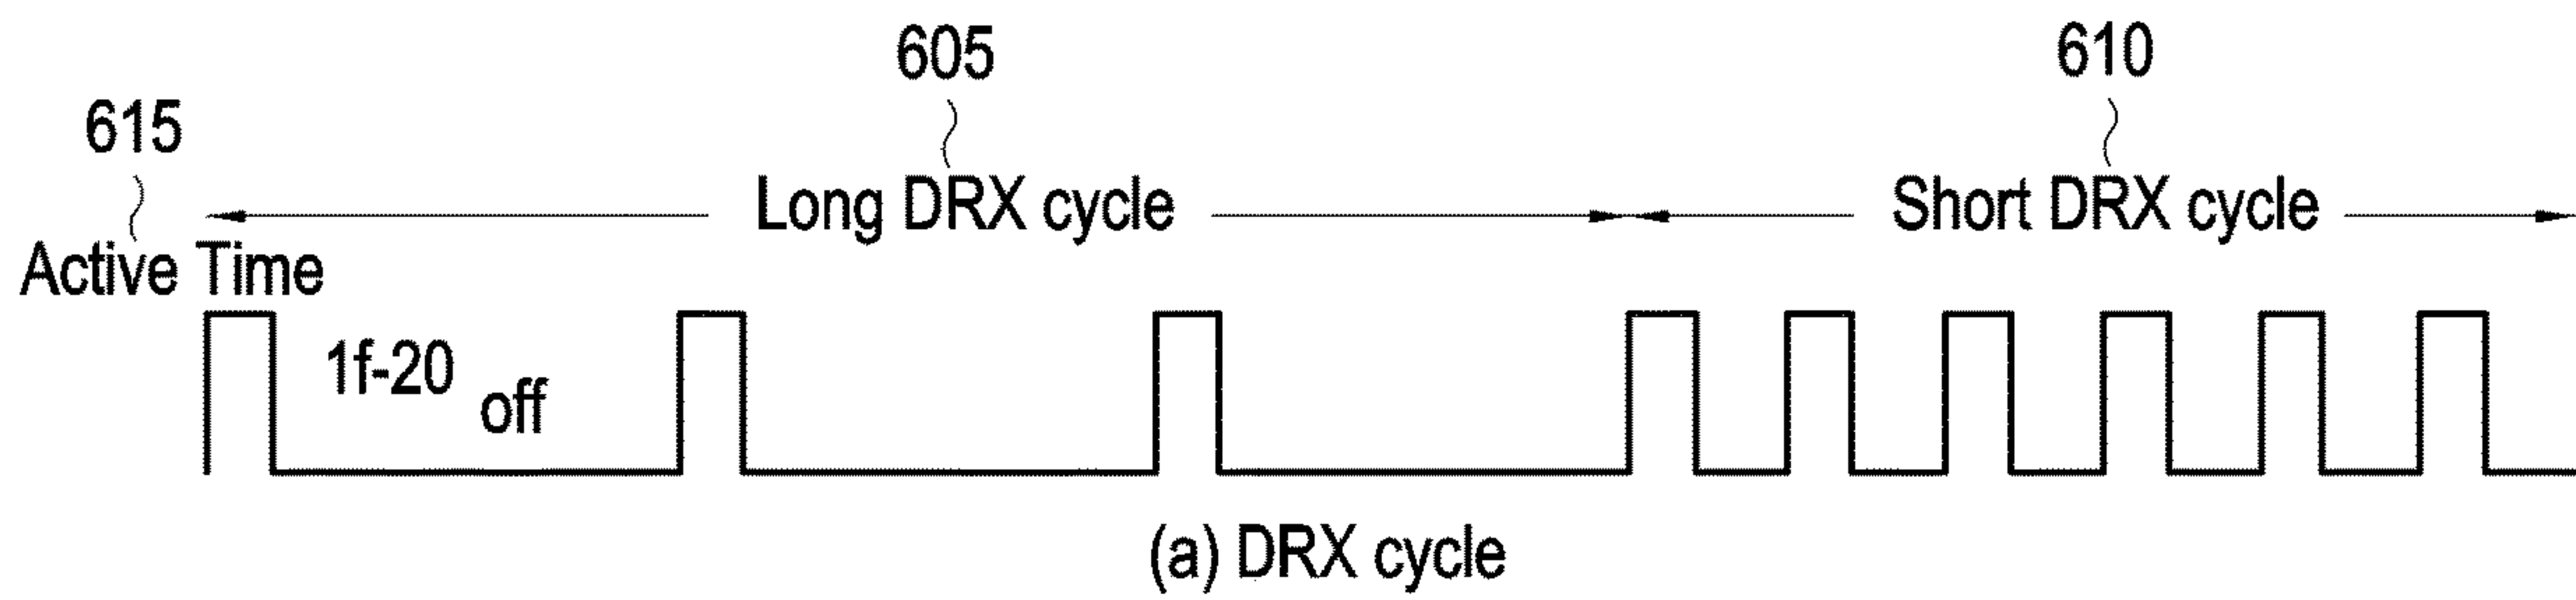 605
610
615
Long DRX cycle
Short DRX cycle
Active Time
1f-20
off
(a) DRX cycle